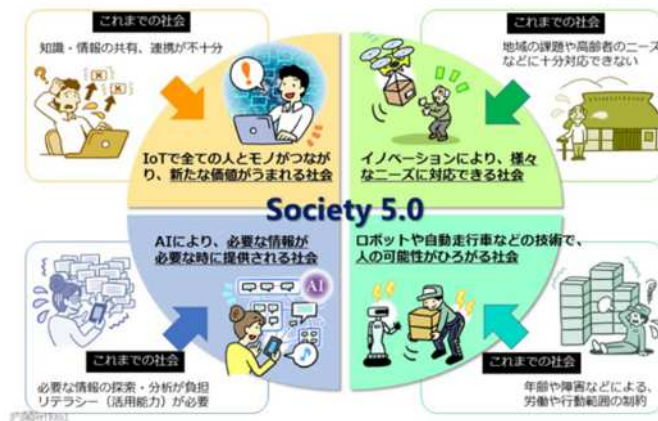 これまでの社会
知識・情報の共有、連携が不十分
これまでの社会
地域の課題や高齢者のニーズ
などに十分対応できない
IoTで全ての人とモノがつなが
り、新たな価値がうまれる社会
イノベーションにより、様々
なニーズに対応できる社会
Society 5.0
AIにより、必要な情報が
必要な時に提供される社会
AI
ロボットや自動走行車などの技術で、
人の可能性がひろがる社会
これまでの社会
必要な情報の探索・分析が負担
リテラシー（活用能力）が必要
これまでの社会
年齢や障害などによる、
労働や行動範囲の制約